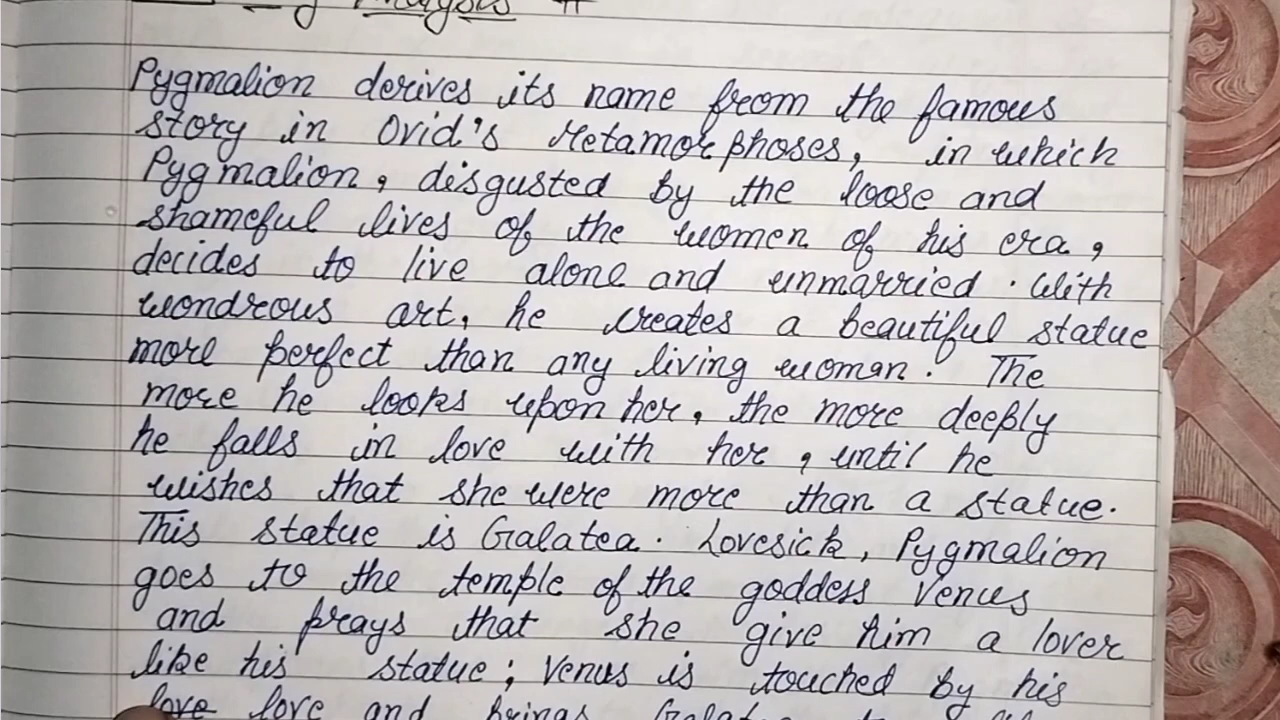 Analysis #
Pygmalion derives its name from the famous
story in Ovid's Metamorphoses, in which
Pygmalion, disgusted by the loose and
shameful lives of the women of his era,
decides to live alone and unmarried. With
wondrous art, he creates a beautiful statue
more perfect than any living woman. The
more he looks upon her, the more deeply
he falls in love with her, until he
wishes that she were more than a statue.
This statue is Galatea. Lovesick, Pygmalion
goes to the temple of the goddess Venus
and prays that she give him a lover
like his statue; Venus is touched by his
love love and brings